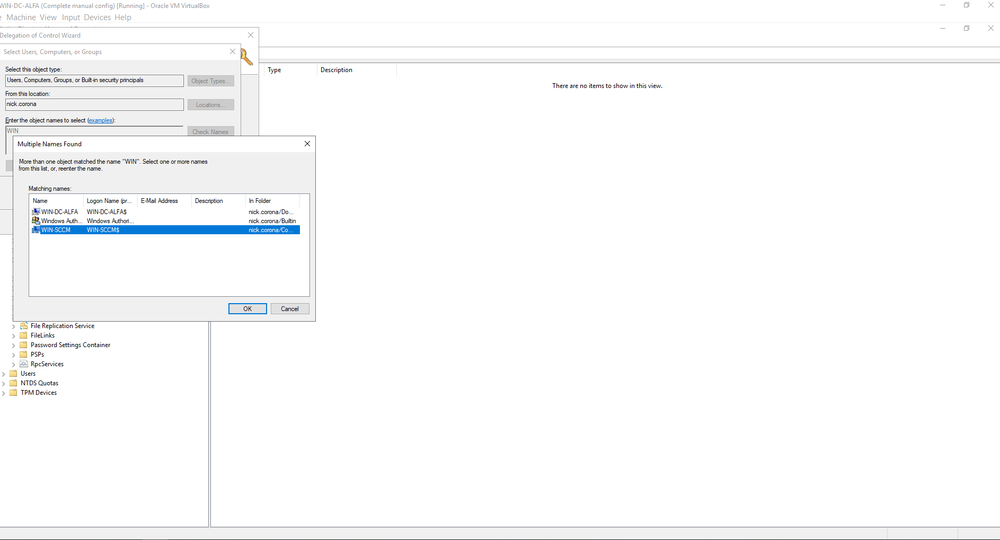 WIN-DC-ALFA (Complete manual config) [Running] - Oracle VM VirtualBox
Machine View Input Devices Help
Delegation of Control Wizard
Select Users, Computers, or Groups
Select this object type:
Users, Computers, Groups, or Built-in security principals
Object Types...
From this location:
nick.corona
Locations...
Enter the object names to select (examples):
WIN
Check Names
Type Description
There are no items to show in this view.
Multiple Names Found
More than one object matched the name "WIN". Select one or more names
from this list, or, reenter the name.
Matching names:
Name Logon Name (pr... E-Mail Address Description In Folder
WIN-DC-ALFA WIN-DC-ALFA$ nick.corona/Do...
Windows Auth... Windows Authori... nick.corona/Builtin
WIN-SCCM WIN-SCCM$ nick.corona/Co...
OK Cancel
File Replication Service
FileLinks
Password Settings Container
PSPs
RpcServices
Users
NTDS Quotas
TPM Devices